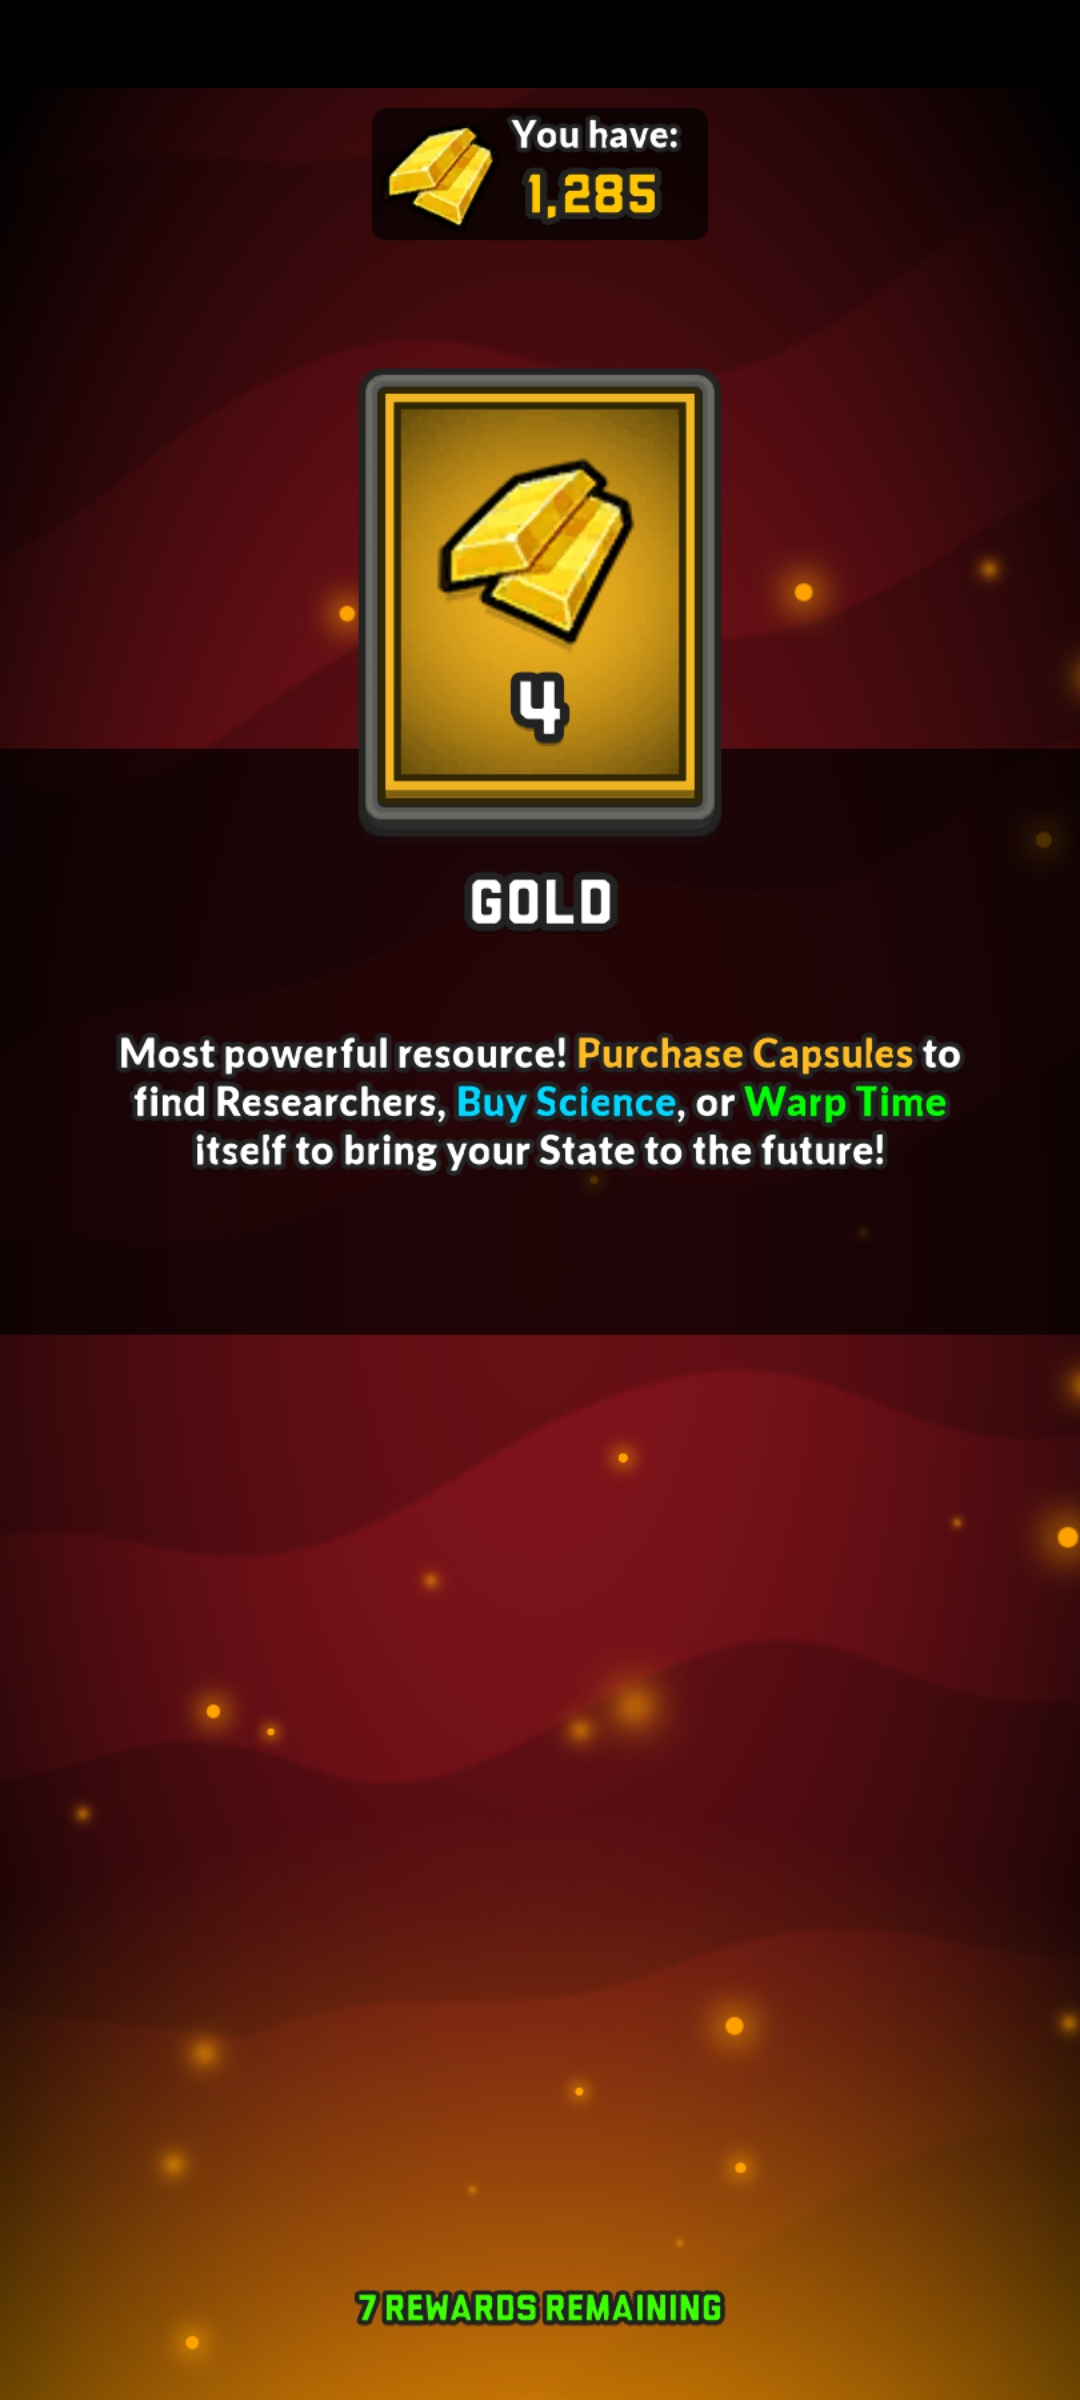 You have:
1,285
4
GOLD
Most powerful resource! Purchase Capsules to
find Researchers, Buy Science, or Warp Time
itself to bring your State to the future!
7 REWARDS REMAINING